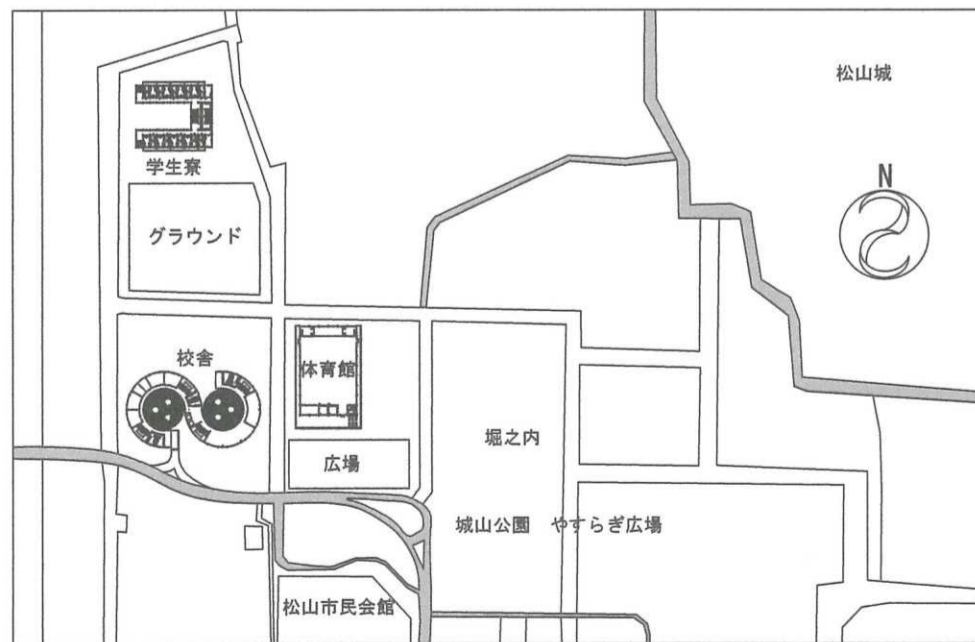 松山城
N
学生寮
グラウンド
校舎
体育館
広場
堀之内
城山公園 やすらぎ広場
松山市民会館